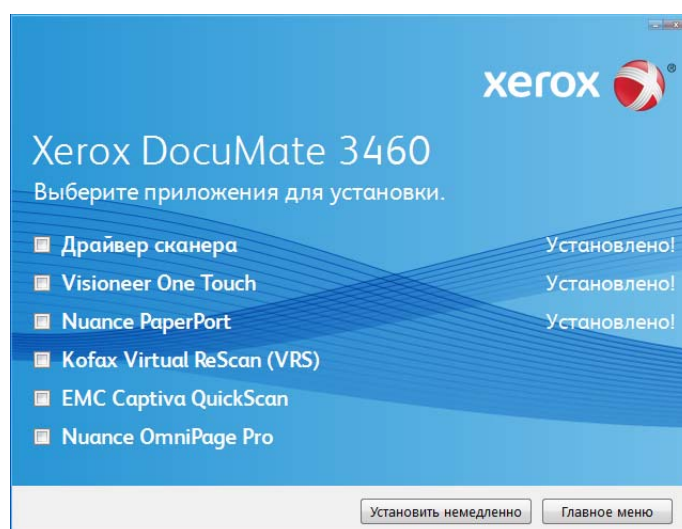 xerox
Xerox DocuMate 3460
Выберите приложения для установки.
Драйвер сканера Установлено!
Visioneer One Touch Установлено!
Nuance PaperPort Установлено!
Kofax Virtual ReScan (VRS)
EMC Captiva QuickScan
Nuance OmniPage Pro
Установить немедленно Главное меню